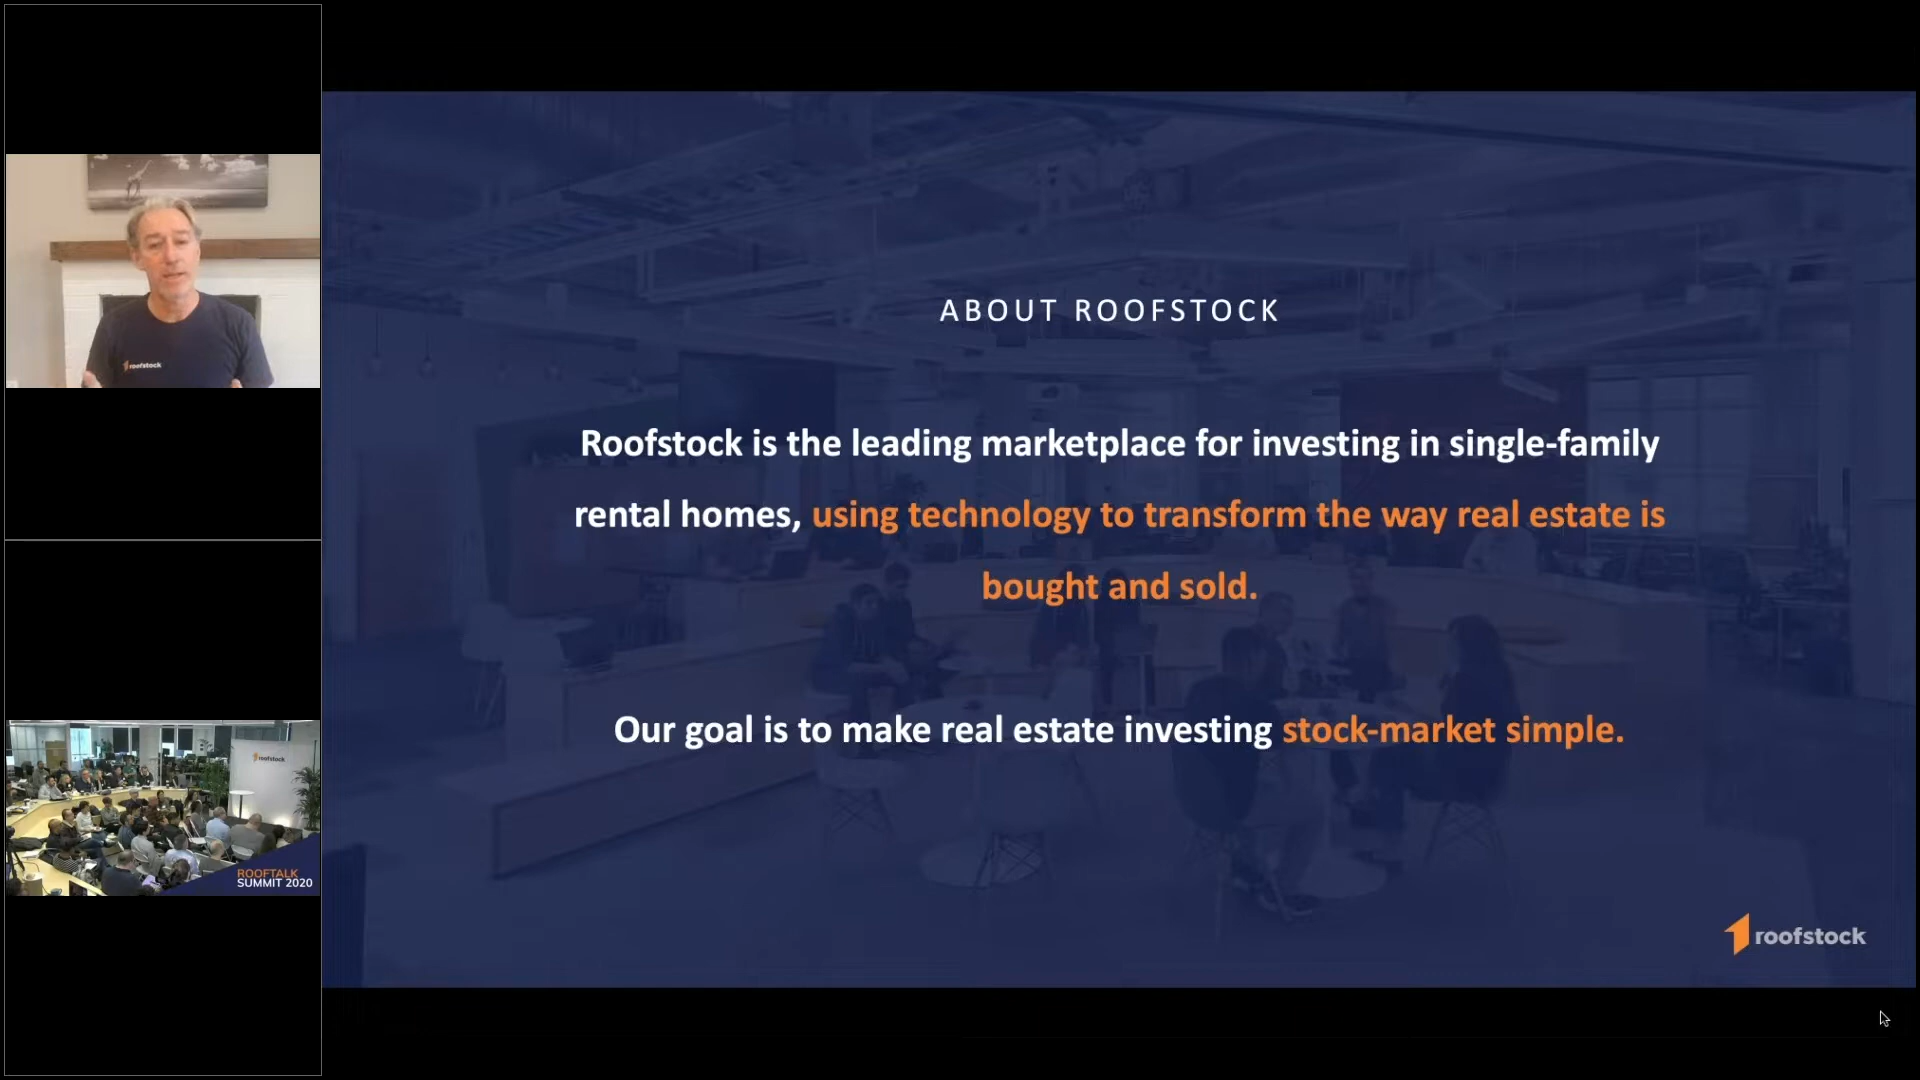 roofstock
roofstock
ROOFTALK
SUMMIT 2020
ABOUT ROOFSTOCK
Roofstock is the leading marketplace for investing in single-family
rental homes, using technology to transform the way real estate is
bought and sold.
Our goal is to make real estate investing stock-market simple.
roofstock